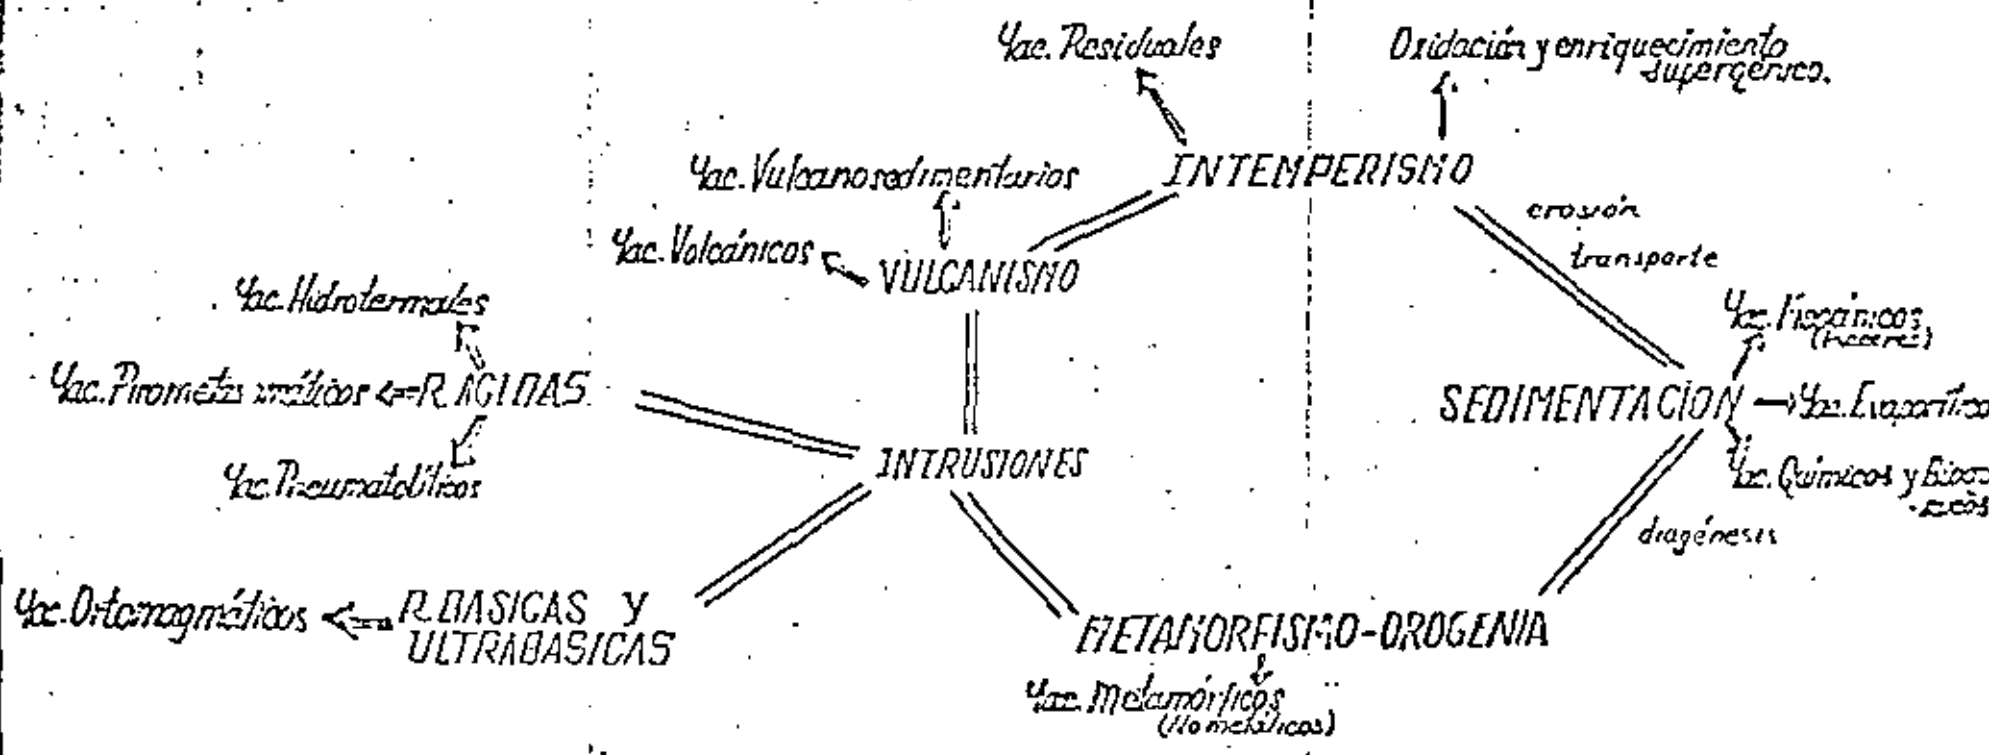 Yac. Residuales
Oxidación y enriquecimiento
supergénico.
INTEMPERISMO
Yac. Vulcanosedimentarios
erosión
transporte
Yac. Volcánicos
VULCANISMO
Yac. Hidrotermales
Yac.
(Placeres)
Yac. Pirometasomáticos
R. ACIDAS
SEDIMENTACION
Yac.
INTRUSIONES
Yac. Pneumatolíticos
Yac. Químicos y
diagénesis
Yac. Ortomagmáticos
R. BASICAS Y
ULTRABASICAS
METAMORFISMO-OROGENIA
Yac. Metamórficos
(No metálicos)